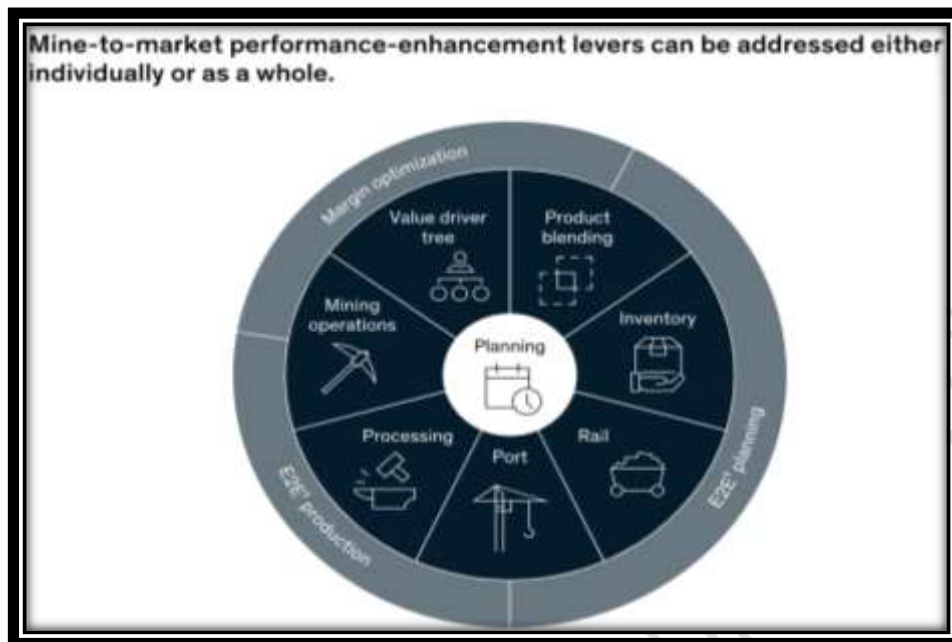 Mine-to-market performance-enhancement levers can be addressed either
individually or as a whole.
Margin optimization
Value driver
tree
Product
blending
Mining
operations
Inventory
Planning
Processing
Port
Rail
E2E¹ production
E2E¹ planning